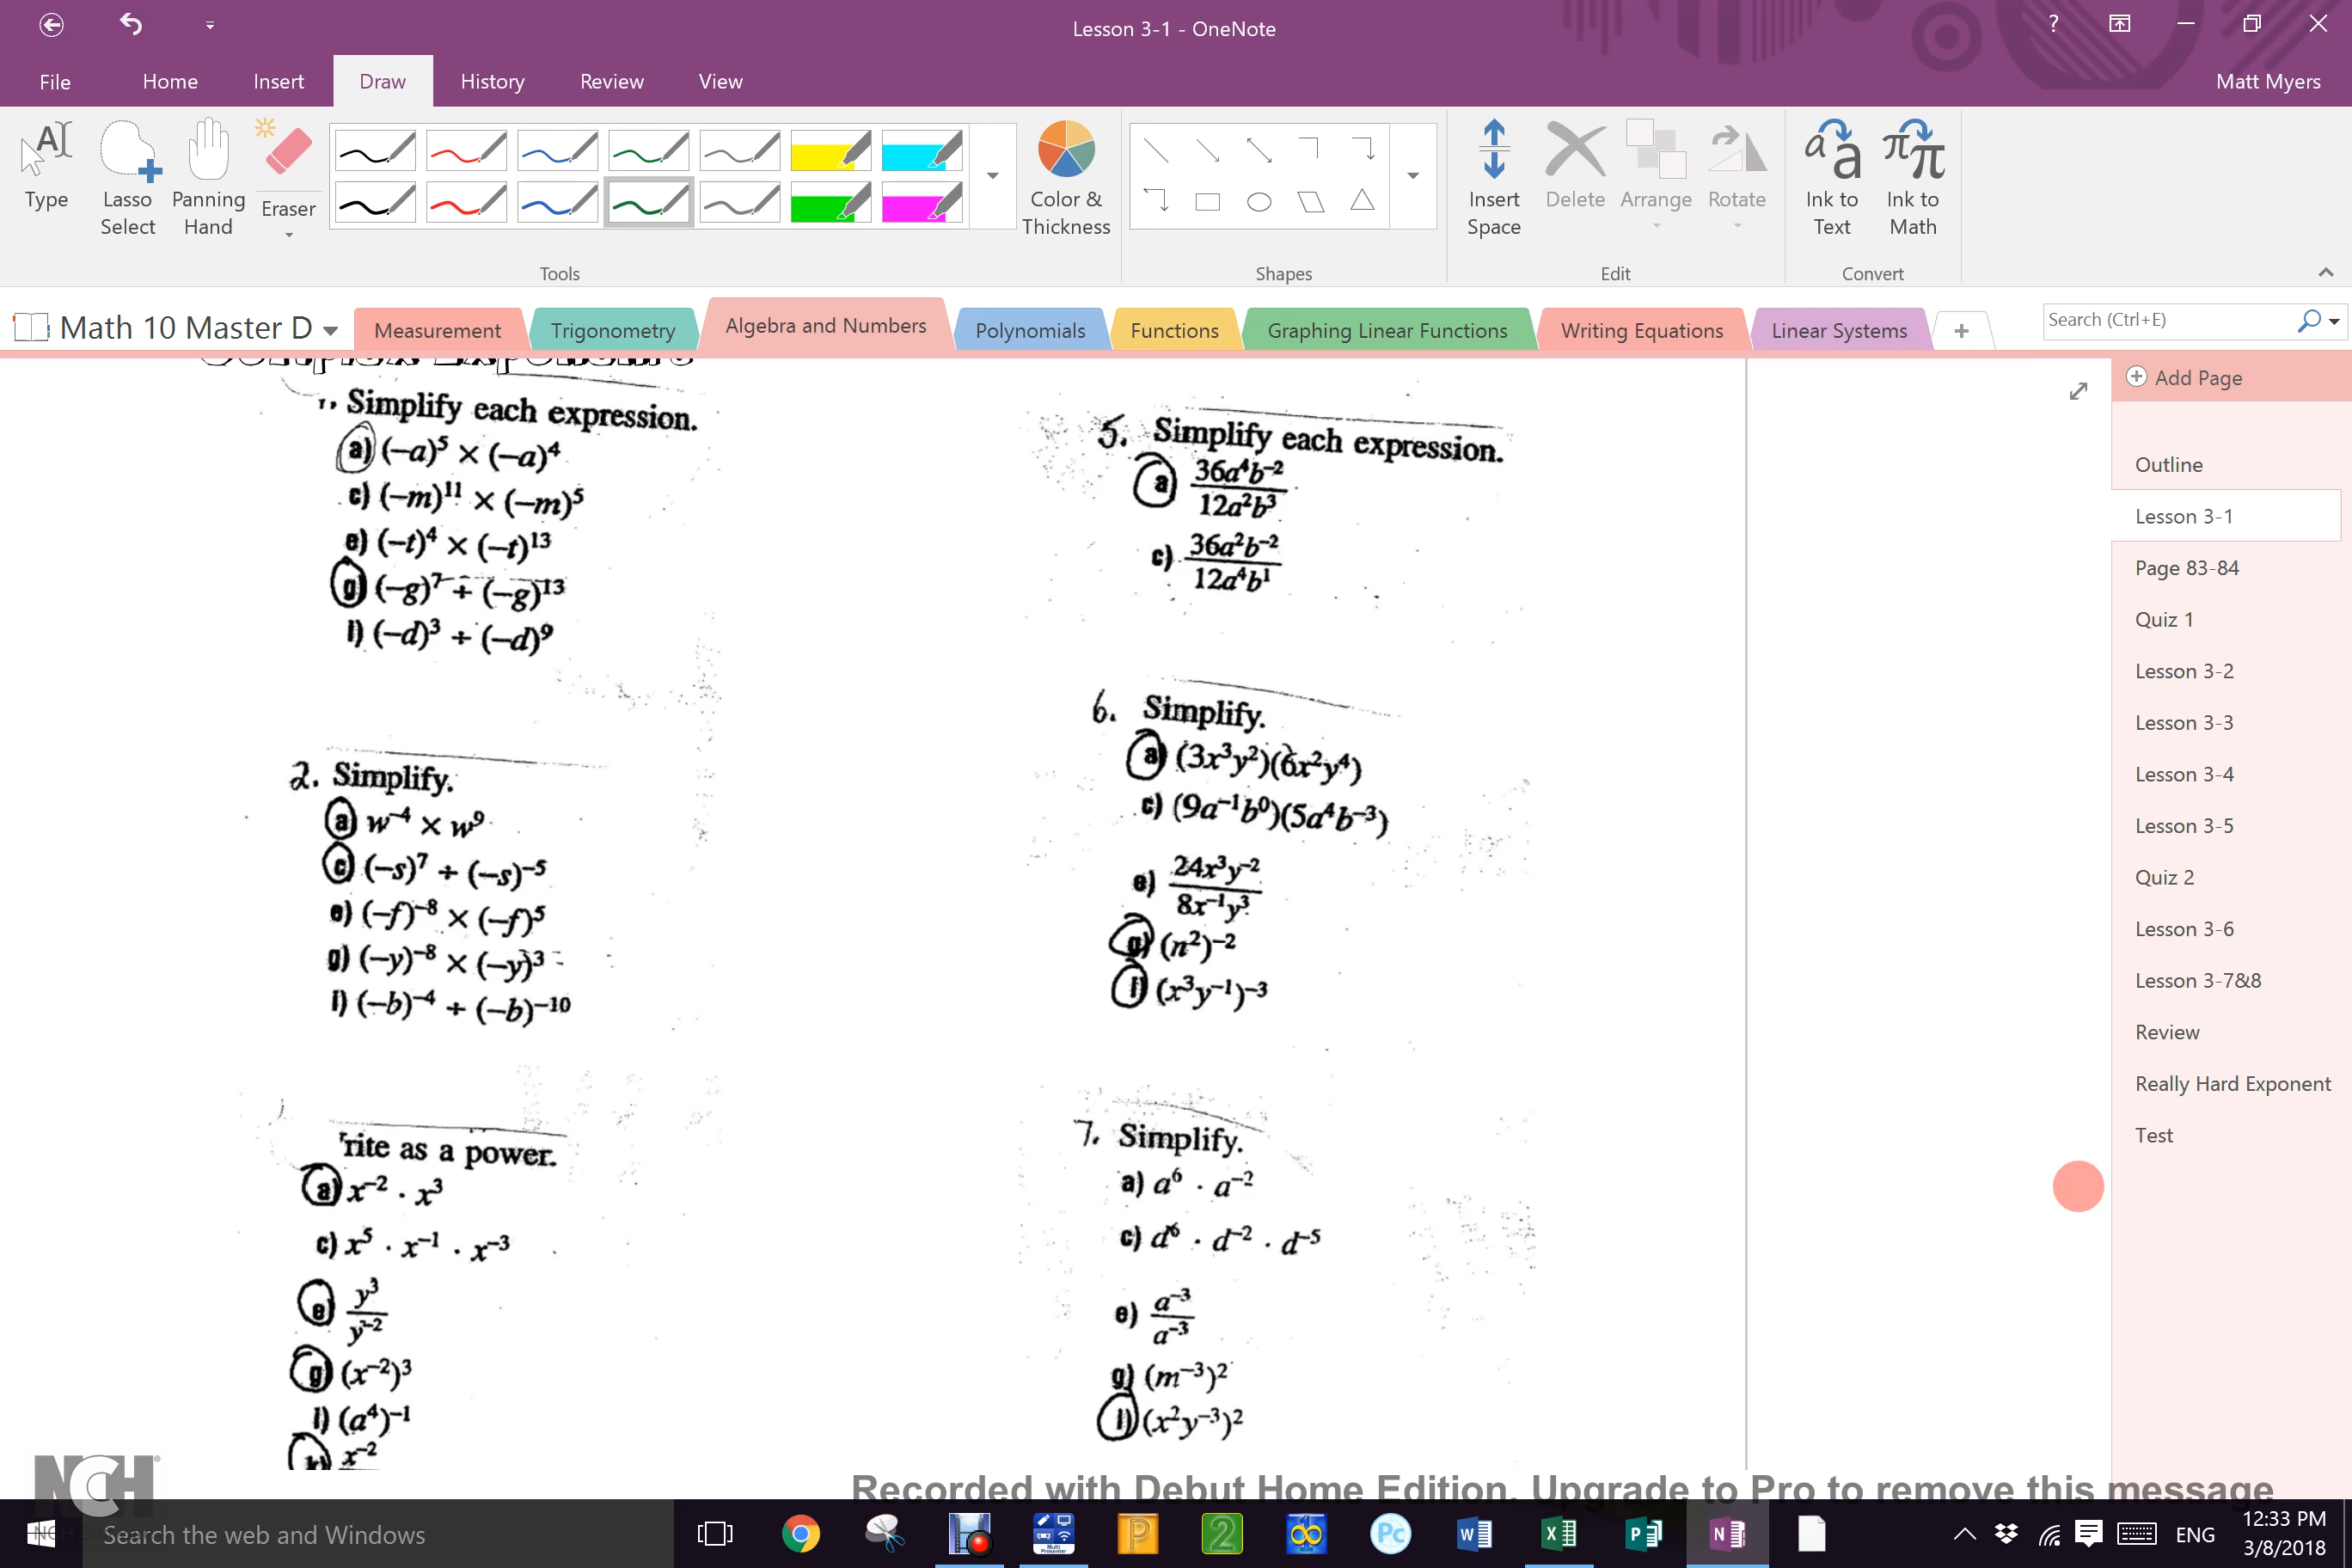 Lesson 3-1 - OneNote
?
Matt Myers
File Home Insert Draw History Review View
Type
Lasso Select
Panning Hand
Eraser
Color & Thickness
Insert Space
Delete
Arrange
Rotate
Ink to Text
Ink to Math
Tools Shapes Edit Convert
Math 10 Master D
Measurement Trigonometry Algebra and Numbers Polynomials Functions Graphing Linear Functions Writing Equations Linear Systems +
Search (Ctrl+E)
Complex Exponents
1. Simplify each expression.
a) (−a)⁵ × (−a)⁴
c) (−m)¹¹ × (−m)⁵
e) (−t)⁴ × (−t)¹³
g) (−g)⁷ ÷ (−g)¹³
i) (−d)³ ÷ (−d)⁹
2. Simplify.
a) w⁻⁴ × w⁹
c) (−s)⁷ ÷ (−s)⁻⁵
e) (−f)⁻⁸ × (−f)⁵
g) (−y)⁻⁸ × (−y)³
i) (−b)⁻⁴ ÷ (−b)⁻¹⁰
rite as a power.
a) x⁻² · x³
c) x⁵ · x⁻¹ · x⁻³
e) y³/y⁻²
g) (x⁻²)³
i) (a⁴)⁻¹
k) x⁻²
5. Simplify each expression.
a 36a⁴b⁻²/12a²b³
c) 36a²b⁻²/12a⁴b¹
6. Simplify.
a) (3x³y²)(6x²y⁴)
c) (9a⁻¹b⁰)(5a⁴b⁻³)
e) 24x³y⁻²/8x⁻¹y³
g) (n²)⁻²
i) (x³y⁻¹)⁻³
7. Simplify.
a) a⁶ · a⁻²
c) d⁶ · d⁻² · d⁻⁵
e) a⁻³/a⁻³
g) (m⁻³)²
i) (x²y⁻³)²
Add Page
Outline
Lesson 3-1
Page 83-84
Quiz 1
Lesson 3-2
Lesson 3-3
Lesson 3-4
Lesson 3-5
Quiz 2
Lesson 3-6
Lesson 3-7&8
Review
Really Hard Exponent
Test
NCH
Recorded with Debut Home Edition. Upgrade to Pro to remove this message
Search the web and Windows
ENG
12:33 PM
3/8/2018